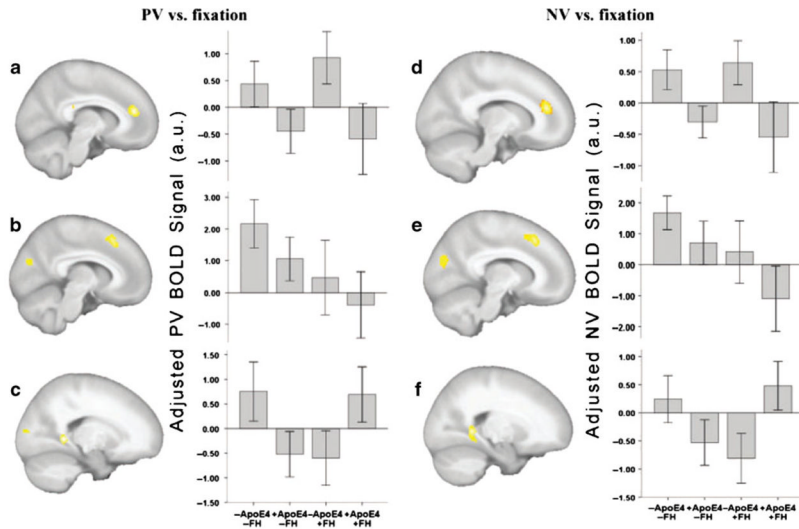 PV vs. fixation
NV vs. fixation
a
1.00
0.50
0.00
−0.50
−1.00
b
3.00
2.00
1.00
0.00
−1.00
c
1.50
1.00
0.50
0.00
−0.50
−1.00
−1.50
Adjusted PV BOLD Signal (a.u.)
−ApoE4 +ApoE4 −ApoE4 +ApoE4
−FH −FH +FH +FH
d
1.00
0.50
0.00
−0.50
−1.00
e
2.00
1.00
0.00
−1.00
−2.00
f
1.00
0.50
0.00
−0.50
−1.00
−1.50
Adjusted NV BOLD Signal (a.u.)
−ApoE4 +ApoE4 −ApoE4 +ApoE4
−FH −FH +FH +FH